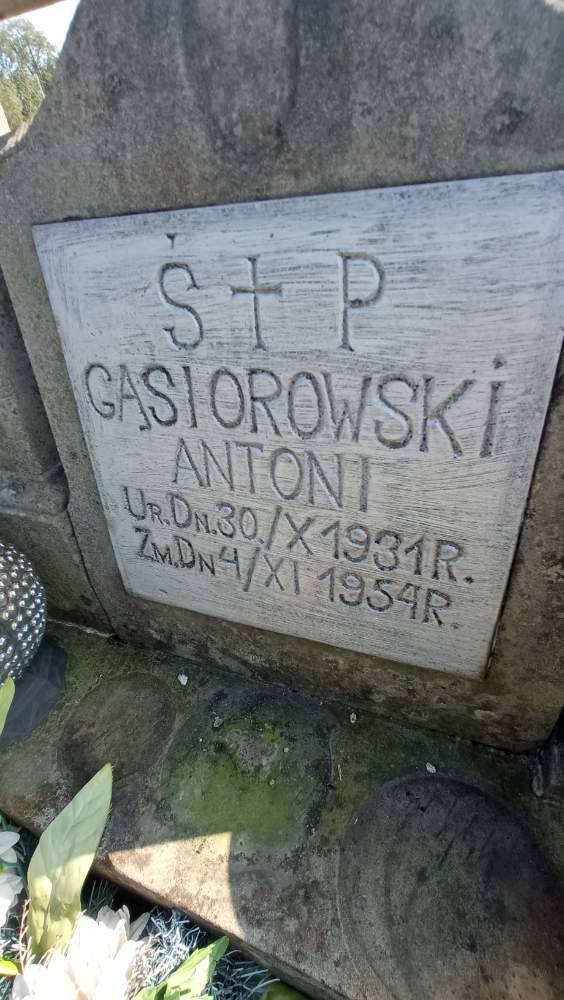 Ś + P
GĄSIOROWSKi
ANTONI
UR. DN. 30./X 1931R.
ZM. DN 4/XI 1954R.